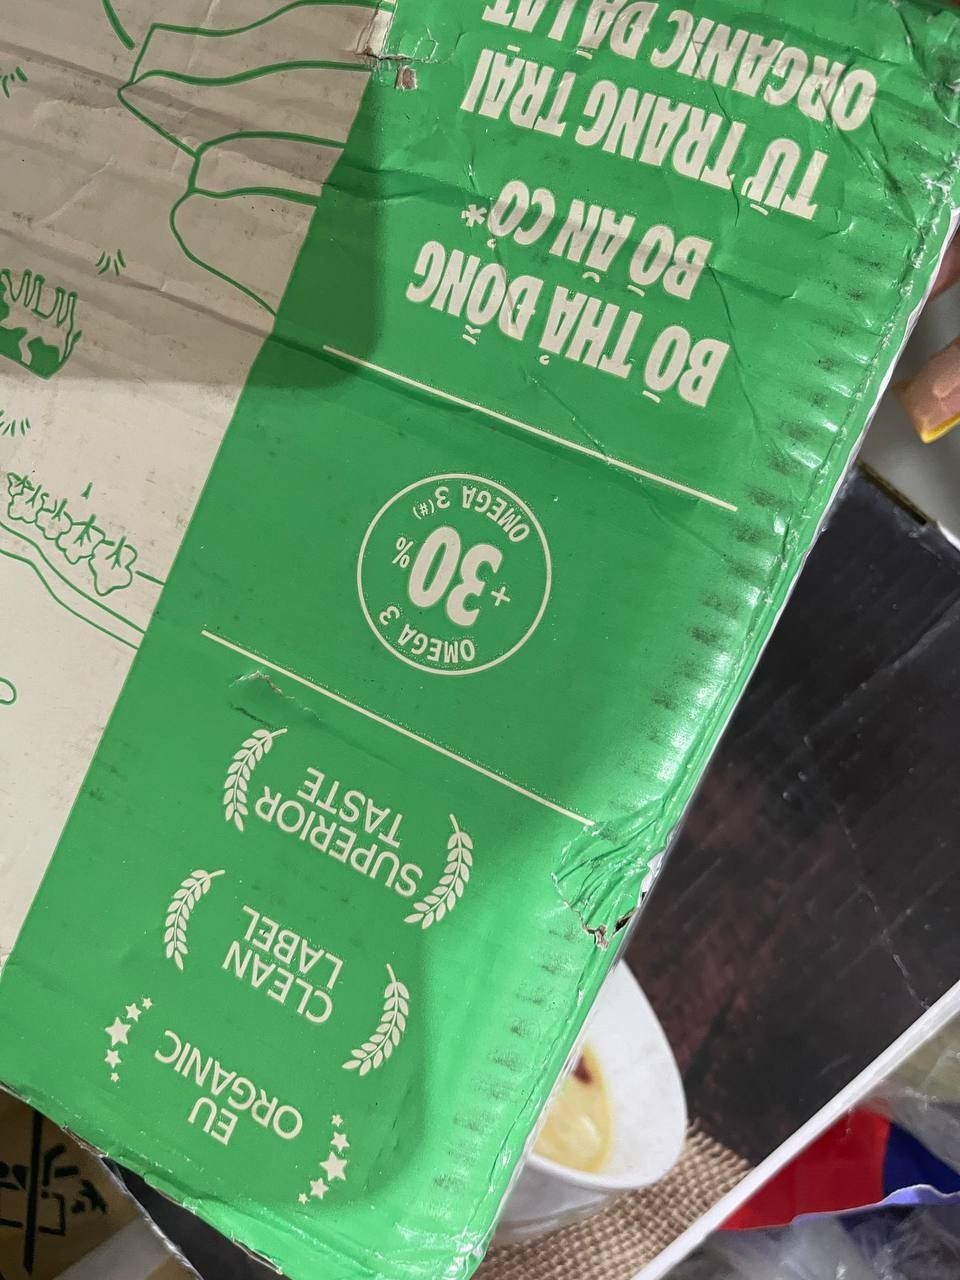 EU
ORGANIC
CLEAN
LABEL
SUPERIOR
TASTE
OMEGA 3
+30%
OMEGA 3(#)
BÒ THẢ ĐỒNG
BÒ ĂN CỎ*
TỪ TRANG TRẠI
ORGANIC ĐÀ LẠT